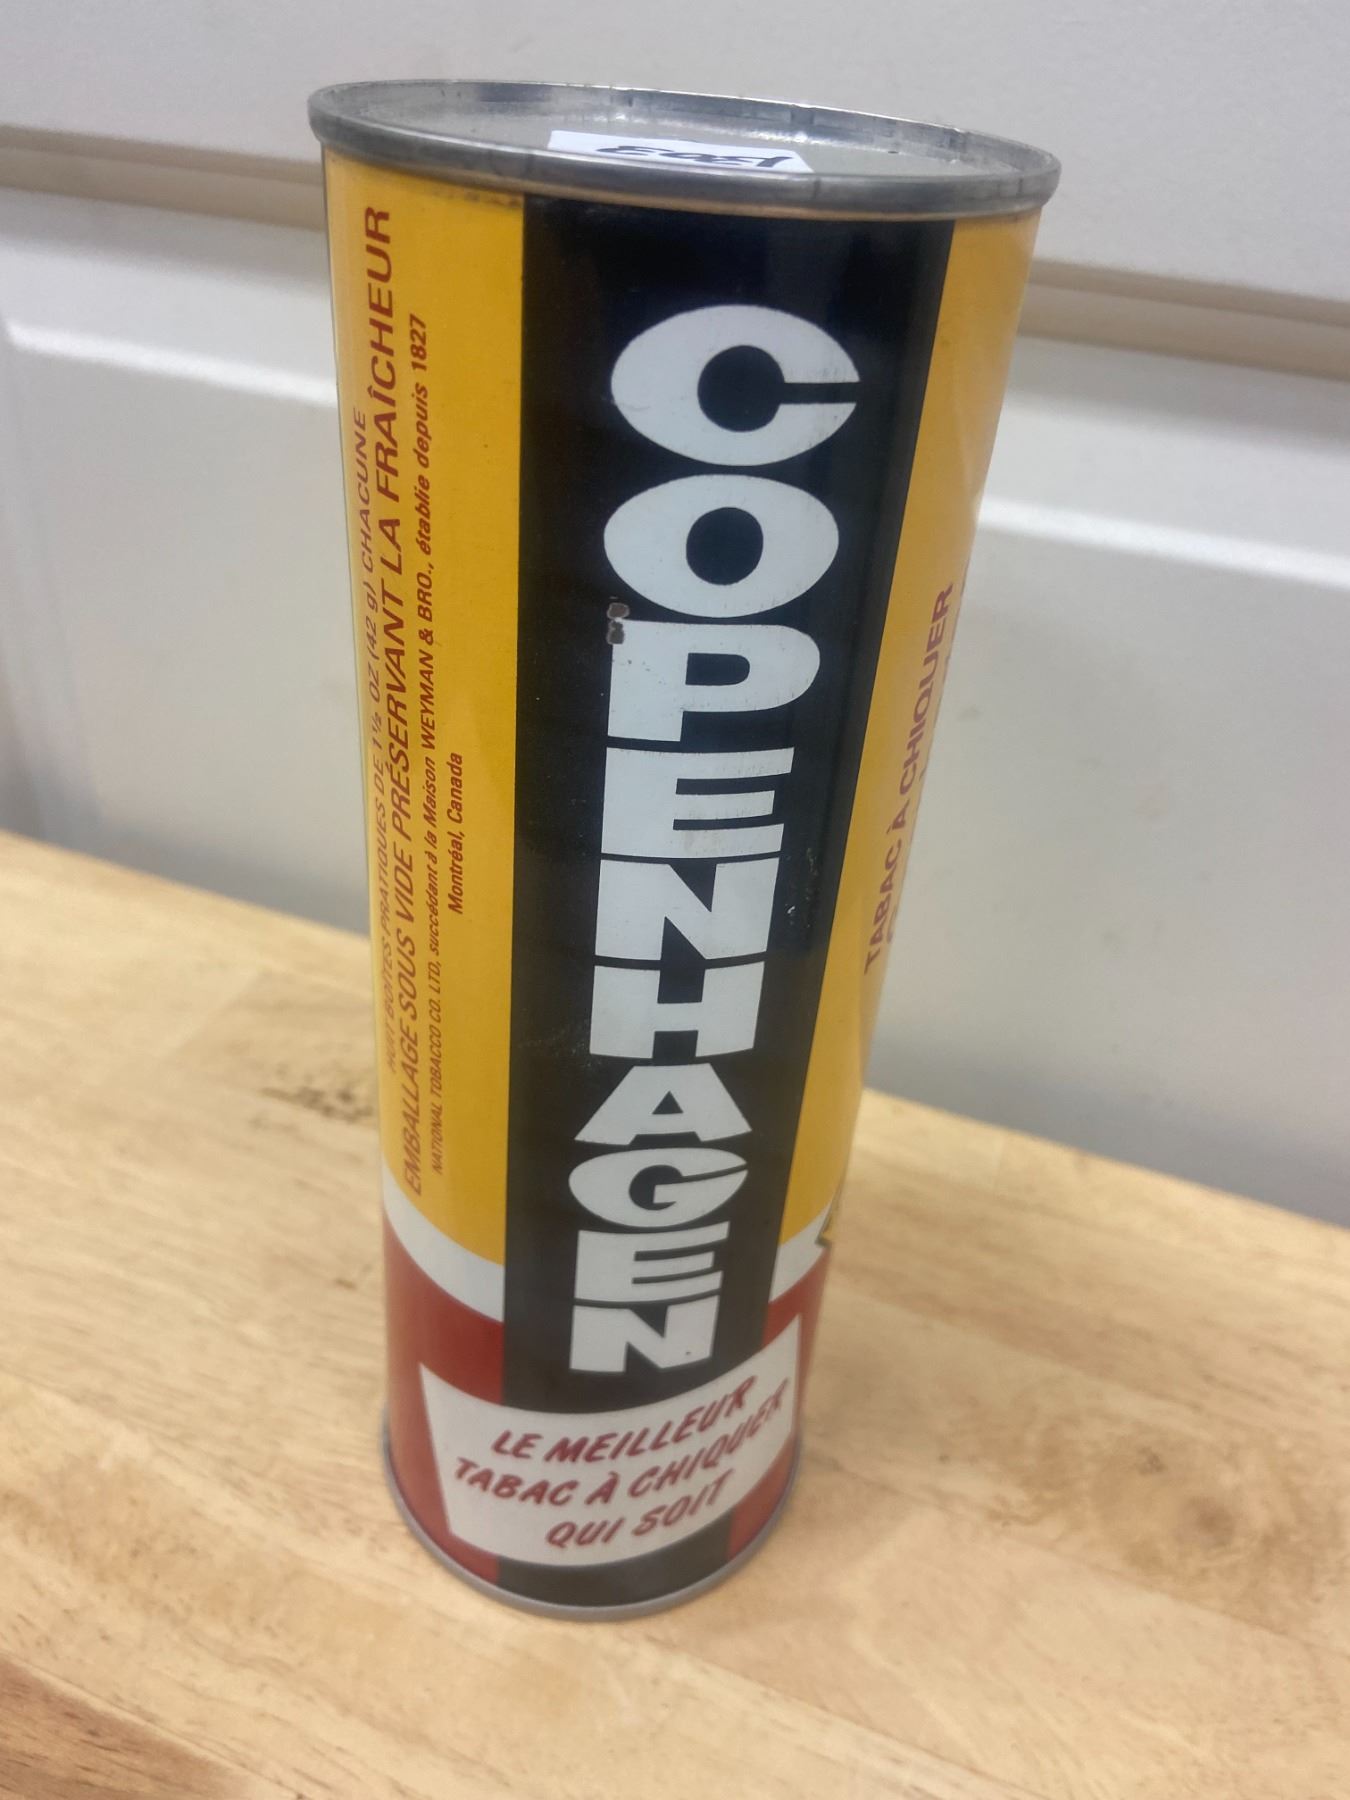 1303
COPENHAGEN
LE MEILLEUR
TABAC À CHIQUER
QUI SOIT
HUIT BOÎTES PRATIQUES DE 1½ OZ (42 g) CHACUNE
EMBALLAGE SOUS VIDE PRÉSERVANT LA FRAÎCHEUR
NATIONAL TOBACCO CO. LTD, succédant à la Maison WEYMAN & BRO., établie depuis 1827
Montréal, Canada
TABAC À CHIQUER